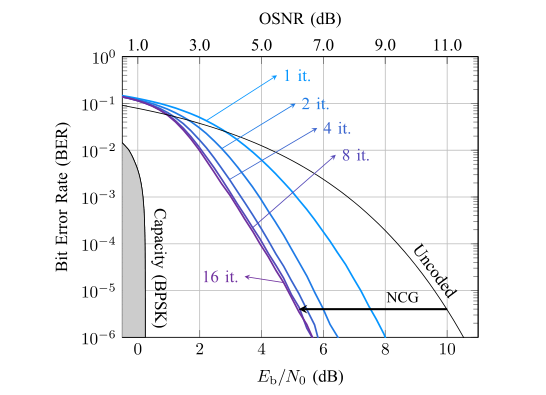 OSNR (dB)
1.0 3.0 5.0 6.0 7.0 9.0 11.0
10⁰
10⁻¹
10⁻²
10⁻³
10⁻⁴
10⁻⁵
10⁻⁶
Bit Error Rate (BER)
1 it.
2 it.
4 it.
8 it.
16 it.
Capacity (BPSK)
Uncoded
NCG
0 2 4 6 8 10
E_b/N_0 (dB)